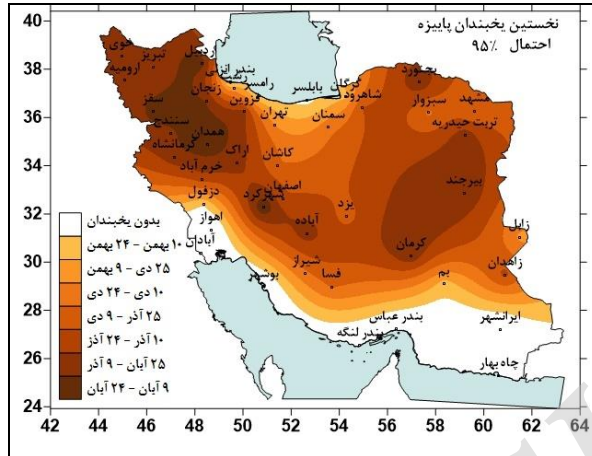 نخستین یخبندان پاییزه
احتمال ۹۵٪
40
38
36
34
32
30
28
26
24
42 44 46 48 50 52 54 56 58 60 62 64
خوی
تبریز
ارومیه
اردبیل
بندر انزلی
رشت
رامسر
بابلسر
گرگان
بجنورد
مشهد
سبزوار
شاهرود
تربت حیدریه
سقز
زنجان
قزوین
تهران
سمنان
سنندج
همدان
کرمانشاه
اراک
کاشان
خرم آباد
اصفهان
شهرکرد
دزفول
یزد
بیرجند
اهواز
آبادان
آباده
کرمان
زابل
زاهدان
شیراز
فسا
بم
بوشهر
بندر عباس
بندر لنگه
ایرانشهر
چاه بهار
بدون یخبندان
۱۰ بهمن - ۲۴ بهمن
۲۵ دی - ۹ بهمن
۱۰ دی - ۲۴ دی
۲۵ آذر - ۹ دی
۱۰ آذر - ۲۴ آذر
۲۵ آبان - ۹ آذر
۹ آبان - ۲۴ آبان